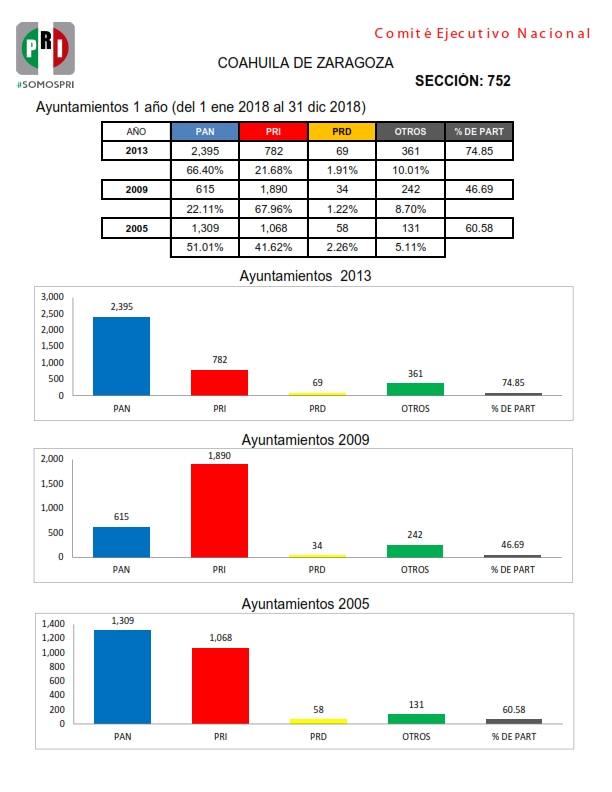 PRI
#SOMOSPRI
Comité Ejecutivo Nacional
COAHUILA DE ZARAGOZA
SECCIÓN: 752
Ayuntamientos 1 año (del 1 ene 2018 al 31 dic 2018)
AÑO PAN PRI PRD OTROS % DE PART
2013 2,395 782 69 361 74.85
66.40% 21.68% 1.91% 10.01%
2009 615 1,890 34 242 46.69
22.11% 67.96% 1.22% 8.70%
2005 1,309 1,068 58 131 60.58
51.01% 41.62% 2.26% 5.11%
Ayuntamientos 2013
3,000
2,500
2,000
1,500
1,000
500
0
2,395
782
69
361
74.85
PAN PRI PRD OTROS % DE PART
Ayuntamientos 2009
2,000
1,500
1,000
500
0
615
1,890
34
242
46.69
PAN PRI PRD OTROS % DE PART
Ayuntamientos 2005
1,400
1,200
1,000
800
600
400
200
0
1,309
1,068
58
131
60.58
PAN PRI PRD OTROS % DE PART